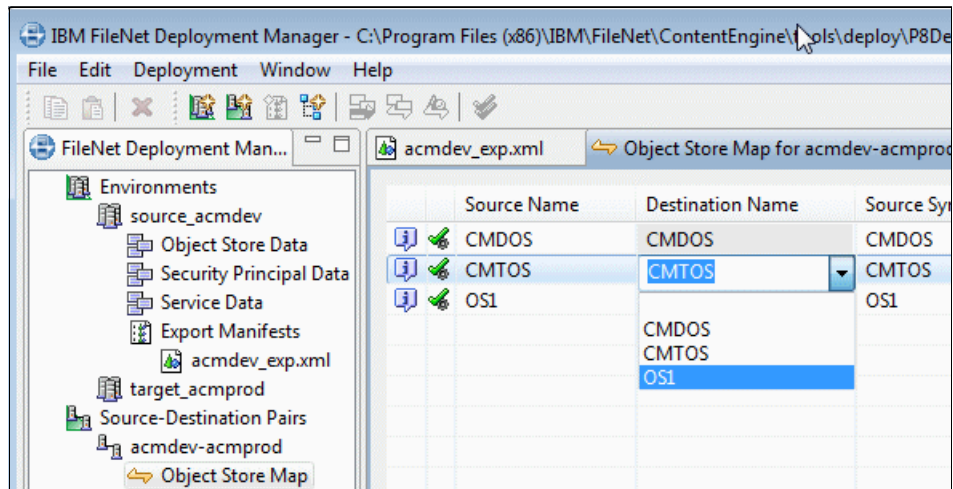 IBM FileNet Deployment Manager - C:\Program Files (x86)\IBM\FileNet\ContentEngine\tools\deploy\P8De
File Edit Deployment Window Help
FileNet Deployment Man...
acmdev_exp.xml
Object Store Map for acmdev-acmprod
Environments
source_acmdev
Object Store Data
Security Principal Data
Service Data
Export Manifests
acmdev_exp.xml
target_acmprod
Source-Destination Pairs
acmdev-acmprod
Object Store Map
Source Name Destination Name Source Syn
CMDOS CMDOS CMDOS
CMTOS CMTOS CMTOS
OS1 OS1
CMDOS
CMTOS
OS1